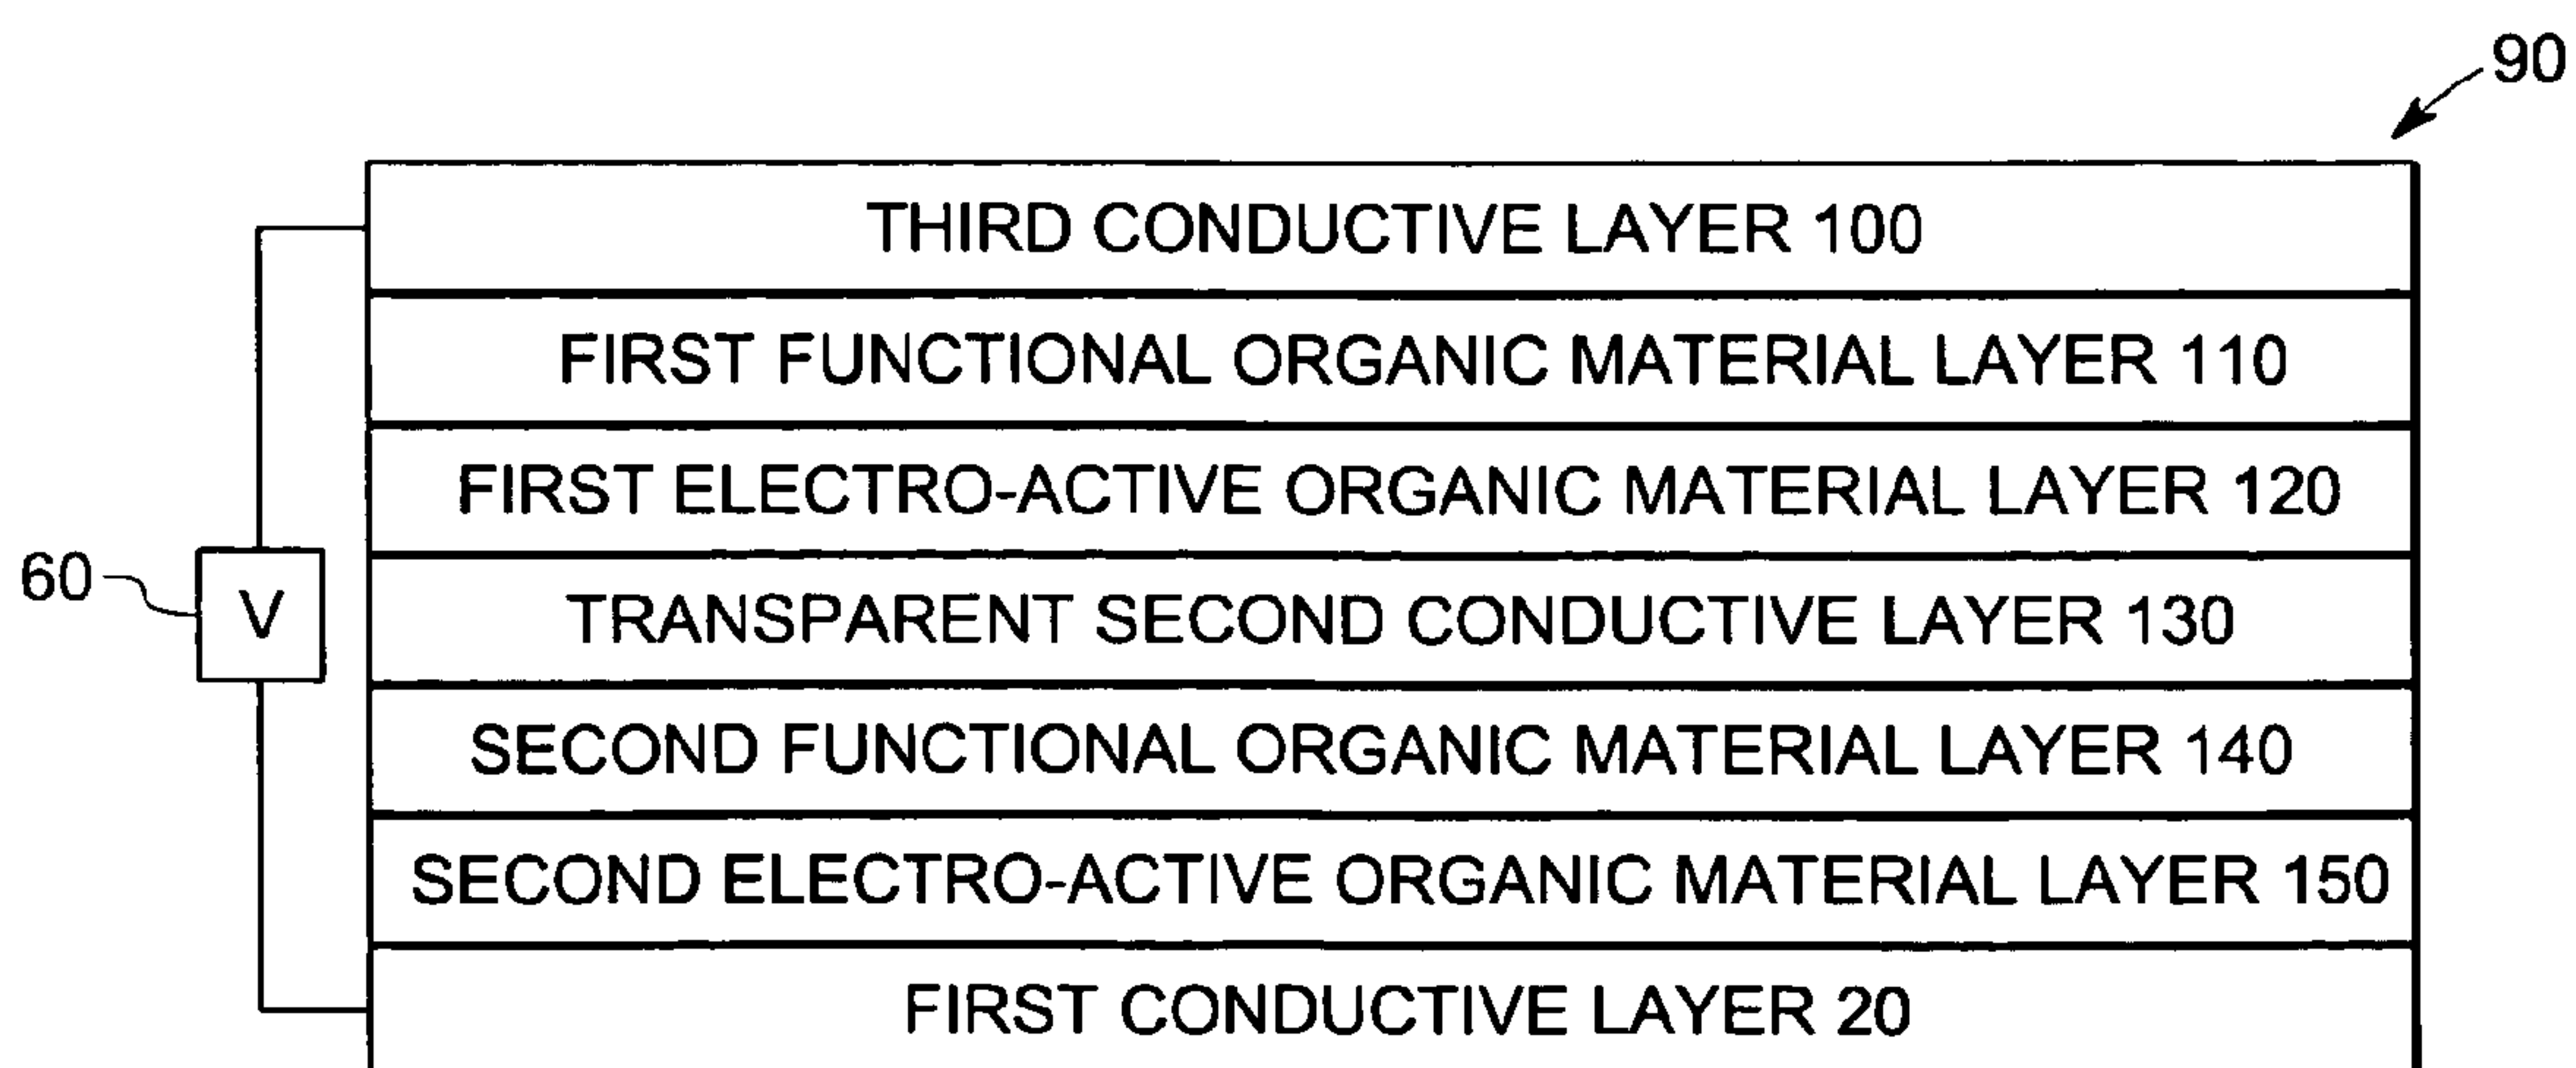 90
THIRD CONDUCTIVE LAYER 100
FIRST FUNCTIONAL ORGANIC MATERIAL LAYER 110
FIRST ELECTRO-ACTIVE ORGANIC MATERIAL LAYER 120
60
V
TRANSPARENT SECOND CONDUCTIVE LAYER 130
SECOND FUNCTIONAL ORGANIC MATERIAL LAYER 140
SECOND ELECTRO-ACTIVE ORGANIC MATERIAL LAYER 150
FIRST CONDUCTIVE LAYER 20